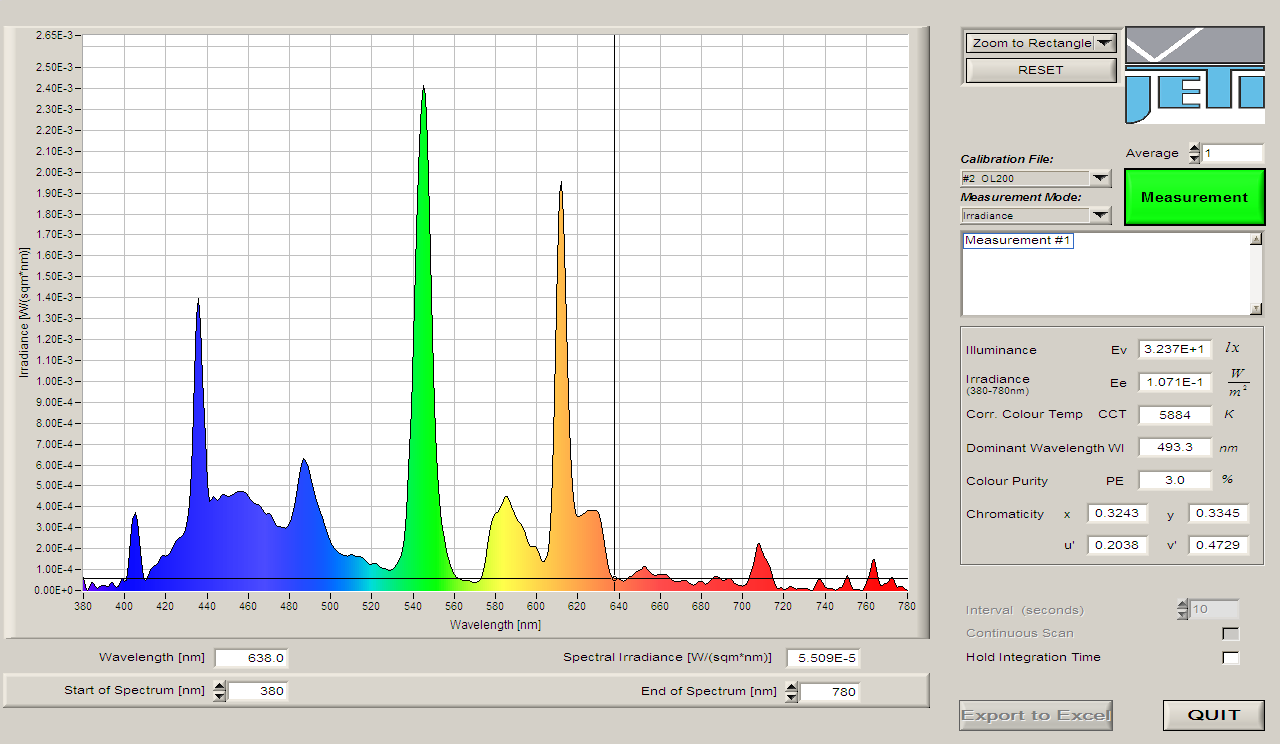 Zoom to Rectangle
RESET
JETI
Calibration File:
#2 OL200
Measurement Mode:
Irradiance
Average 1
Measurement
Measurement #1
Illuminance Ev 3.237E+1 lx
Irradiance Ee 1.071E-1 W/m²
(380-780nm)
Corr. Colour Temp CCT 5884 K
Dominant Wavelength Wl 493.3 nm
Colour Purity PE 3.0 %
Chromaticity x 0.3243 y 0.3345
u' 0.2038 v' 0.4729
Interval (seconds) 10
Continuous Scan
Hold Integration Time
Export to Excel QUIT
Irradiance [W/(sqm*nm)]
2.65E-3
2.50E-3
2.40E-3
2.30E-3
2.20E-3
2.10E-3
2.00E-3
1.90E-3
1.80E-3
1.70E-3
1.60E-3
1.50E-3
1.40E-3
1.30E-3
1.20E-3
1.10E-3
1.00E-3
9.00E-4
8.00E-4
7.00E-4
6.00E-4
5.00E-4
4.00E-4
3.00E-4
2.00E-4
1.00E-4
0.00E+0
380 400 420 440 460 480 500 520 540 560 580 600 620 640 660 680 700 720 740 760 780
Wavelength [nm]
Wavelength [nm] 638.0 Spectral Irradiance [W/(sqm*nm)] 5.509E-5
Start of Spectrum [nm] 380 End of Spectrum [nm] 780